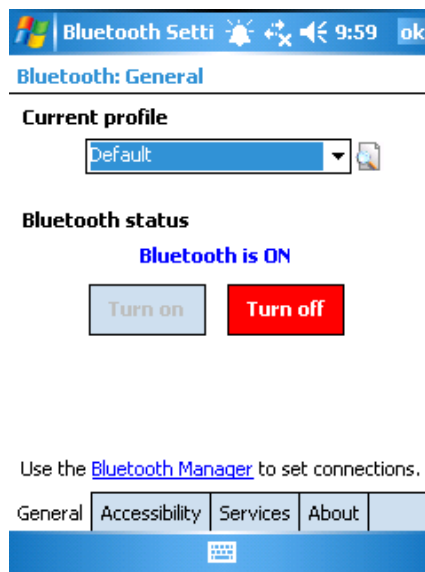 Bluetooth Setti 9:59 ok
Bluetooth: General
Current profile
Default
Bluetooth status
Bluetooth is ON
Turn on Turn off
Use the Bluetooth Manager to set connections.
General Accessibility Services About